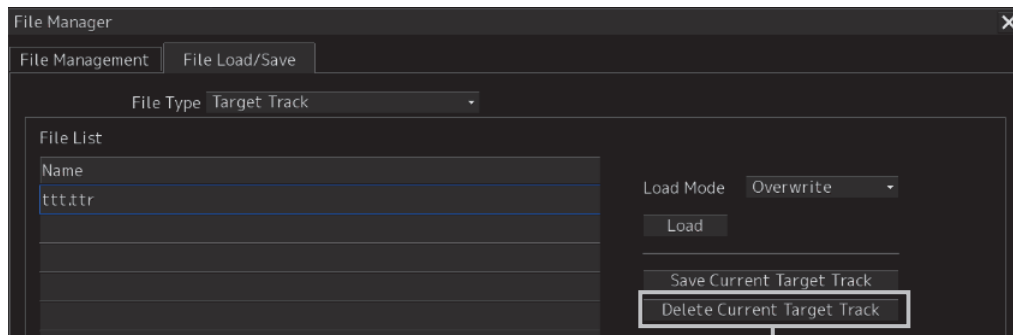 File Manager
File Management
File Load/Save
File Type Target Track
File List
Name
ttt.ttr
Load Mode Overwrite
Load
Save Current Target Track
Delete Current Target Track